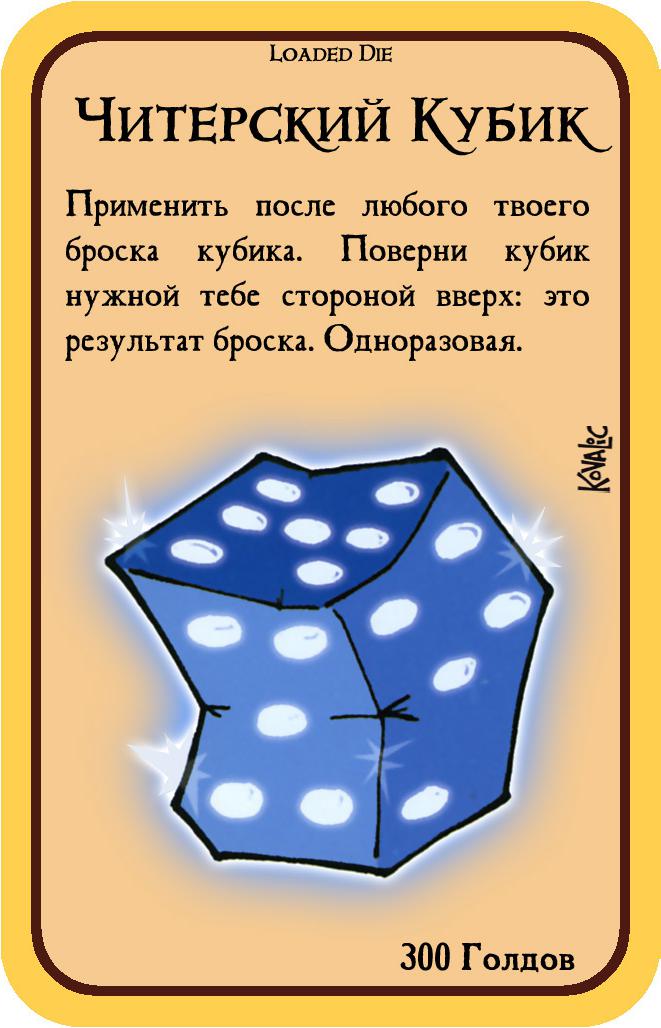 Loaded Die
Читерский Кубик
Применить после любого твоего
броска кубика. Поверни кубик
нужной тебе стороной вверх: это
результат броска. Одноразовая.
Kovalic
300 Голдов